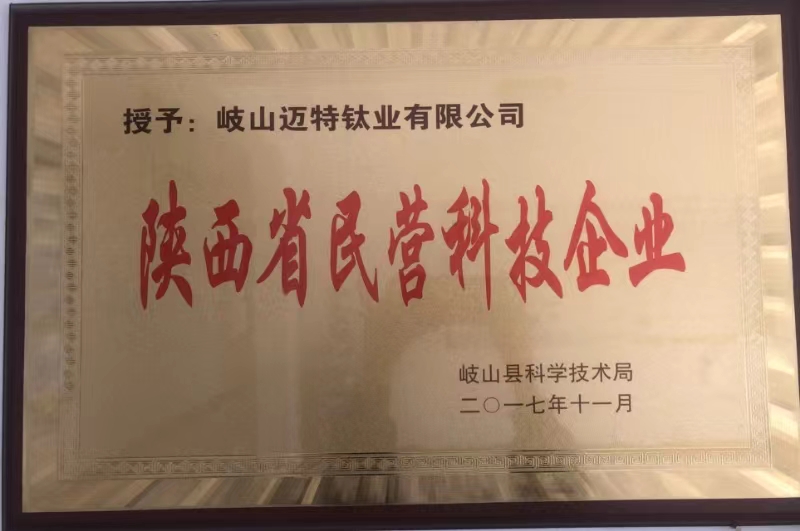 授予：岐山迈特钛业有限公司
陕西省民营科技企业
岐山县科学技术局
二〇一七年十一月